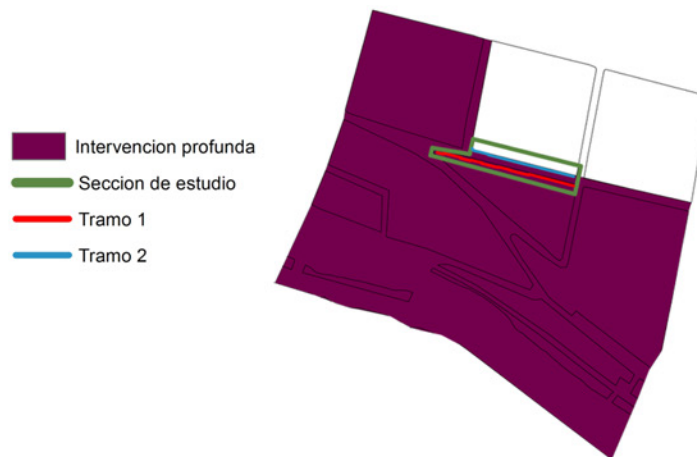 Intervencion profunda
Seccion de estudio
Tramo 1
Tramo 2